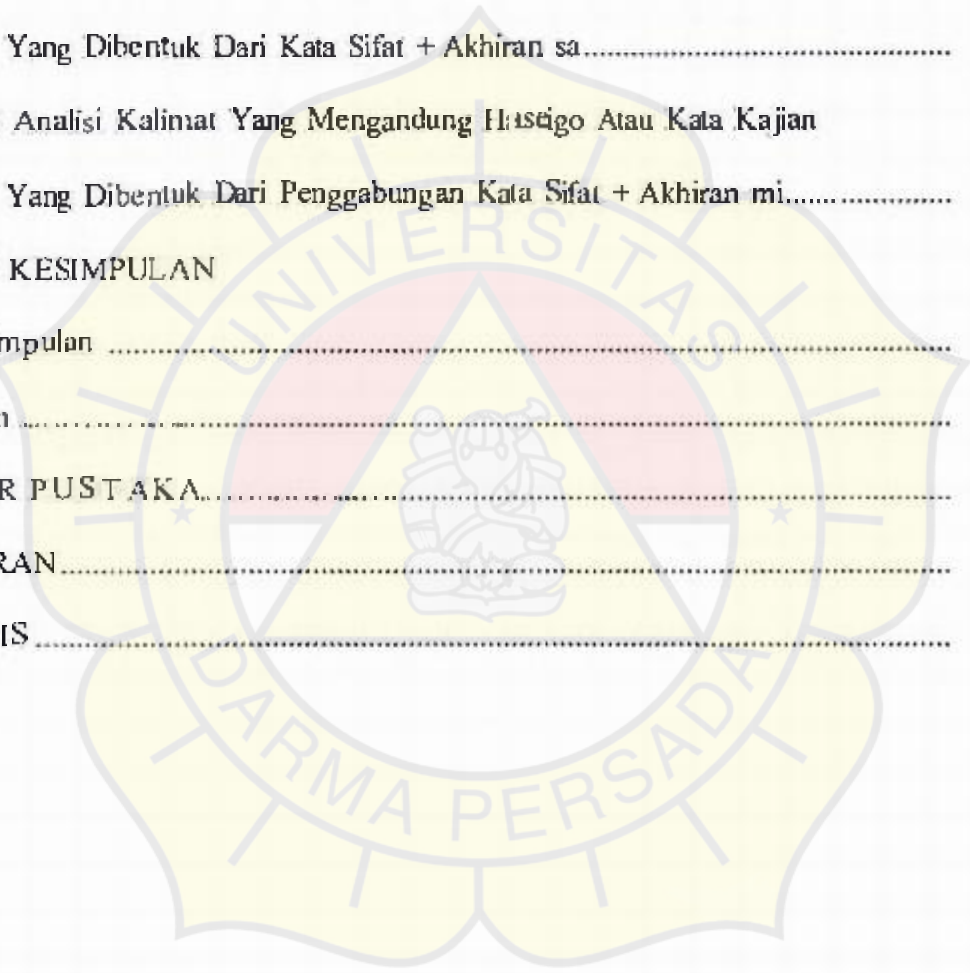 Yang Dibentuk Dari Kata Sifat + Akhiran sa........................................
Analisi Kalimat Yang Mengandung Haseigo Atau Kata Kajian
Yang Dibentuk Dari Penggabungan Kata Sifat + Akhiran mi....................
KESIMPULAN
mpulan ........................................
n ........................................
R PUSTAKA........................................
RAN........................................
IS ........................................
UNIVERSITAS
DARMA PERSADA